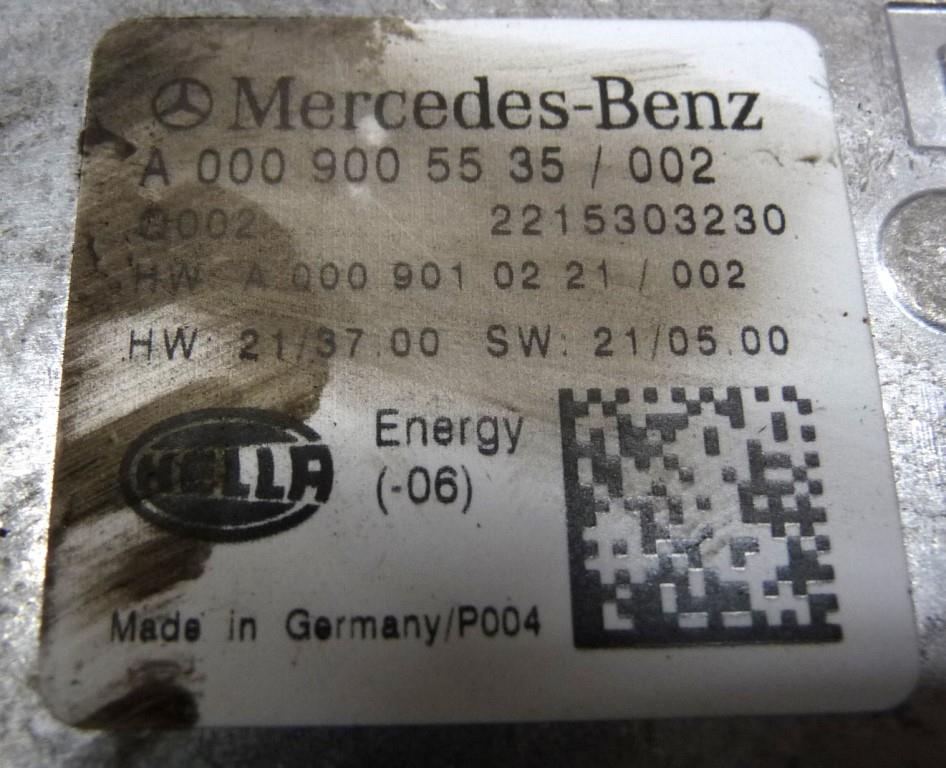 Mercedes-Benz
A 000 900 55 35 / 002
Q002 2215303230
HW: A 000 901 02 21 / 002
HW: 21/37.00 SW: 21/05.00
HELLA
Energy
(-06)
Made in Germany/P004